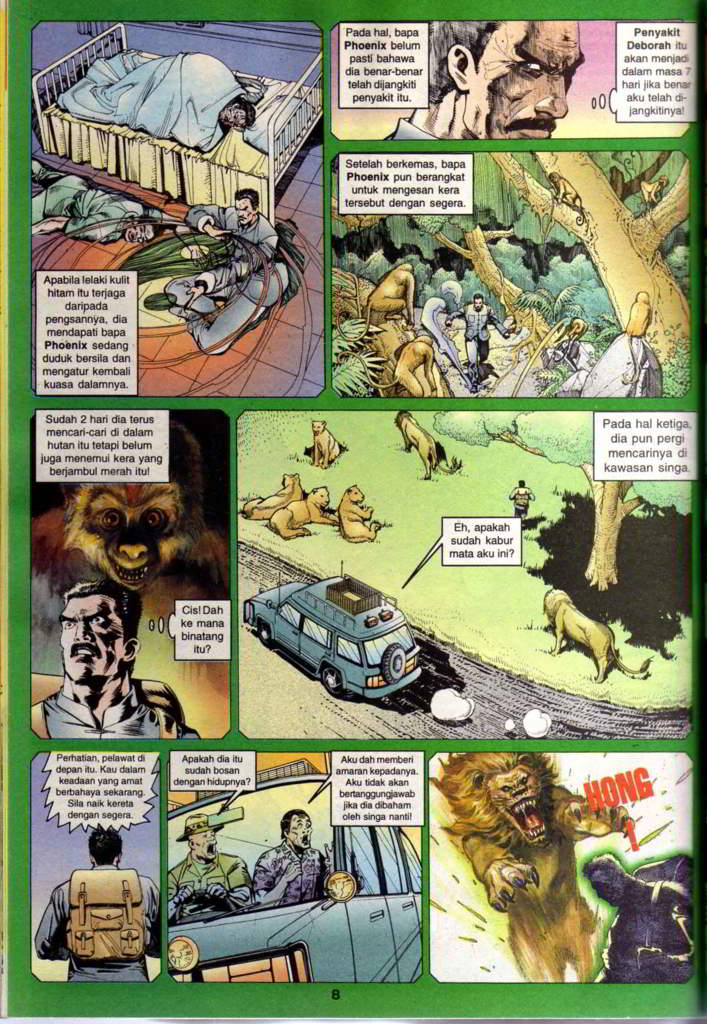 Apabila lelaki kulit
hitam itu terjaga
daripada
pengsannya, dia
mendapati bapa
Phoenix sedang
duduk bersila dan
mengatur kembali
kuasa dalamnya.
Pada hal, bapa
Phoenix belum
pasti bahawa
dia benar-benar
telah dijangkiti
penyakit itu.
Penyakit
Deborah itu
akan menjadi
dalam masa 7
hari jika benar
aku telah di-
jangkitinya!
Setelah berkemas, bapa
Phoenix pun berangkat
untuk mengesan kera
tersebut dengan segera.
Sudah 2 hari dia terus
mencari-cari di dalam
hutan itu tetapi belum
juga menemui kera yang
berjambul merah itu!
Cis! Dah
ke mana
binatang
itu?
Pada hal ketiga,
dia pun pergi
mencarinya di
kawasan singa.
Eh, apakah
sudah kabur
mata aku ini?
Perhatian, pelawat di
depan itu. Kau dalam
keadaan yang amat
berbahaya sekarang.
Sila naik kereta
dengan segera.
Apakah dia itu
sudah bosan
dengan hidupnya?
Aku dah memberi
amaran kepadanya.
Aku tidak akan
bertanggungjawab
jika dia dibaham
oleh singa nanti!
HONG
!
8